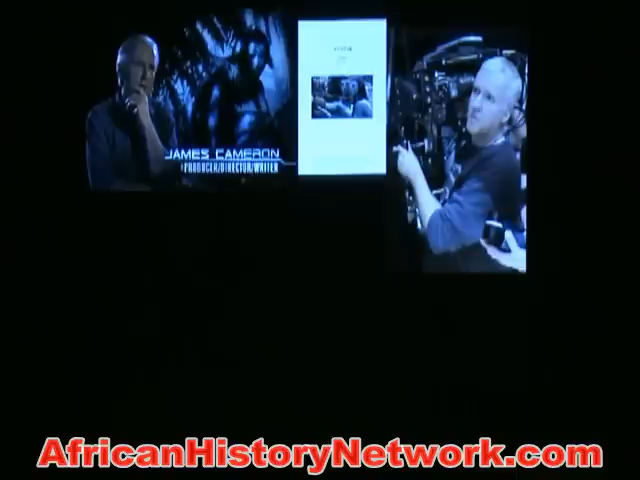 JAMES CAMERON
PRODUCER/DIRECTOR/WRITER
AfricanHistoryNetwork.com